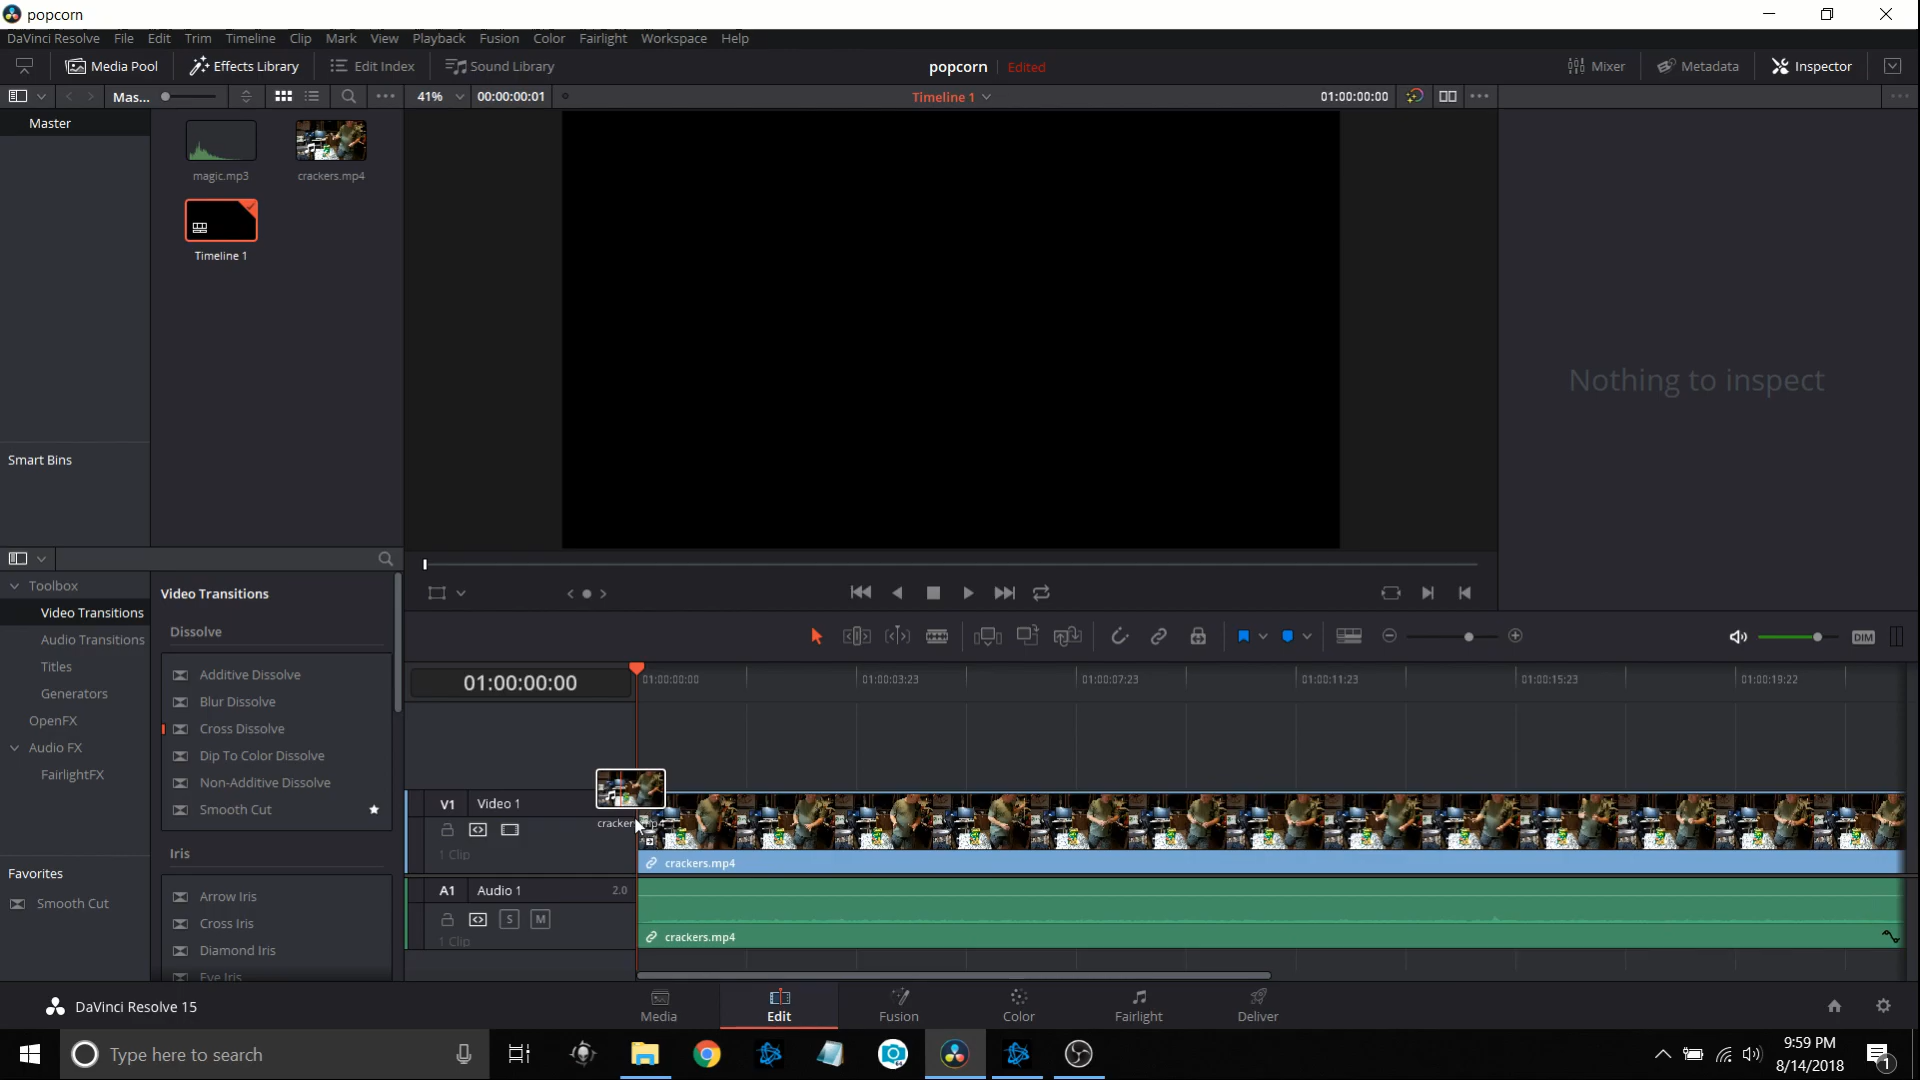 popcorn
DaVinci Resolve File Edit Trim Timeline Clip Mark View Playback Fusion Color Fairlight Workspace Help
Media Pool Effects Library Edit Index Sound Library popcorn Edited Mixer Metadata Inspector
Mas... 41% 00:00:00:01 Timeline 1 01:00:00:00
Master
magic.mp3 crackers.mp4
Timeline 1
Nothing to inspect
Smart Bins
Toolbox
Video Transitions
Audio Transitions
Titles
Generators
OpenFX
Audio FX
FairlightFX
Favorites
Smooth Cut
Video Transitions
Dissolve
Additive Dissolve
Blur Dissolve
Cross Dissolve
Dip To Color Dissolve
Non-Additive Dissolve
Smooth Cut
Iris
Arrow Iris
Cross Iris
Diamond Iris
Eye Iris
DIM
01:00:00:00 01:00:00:00 01:00:03:23 01:00:07:23 01:00:11:23 01:00:15:23 01:00:19:22
V1 Video 1
crackers.mp4
1 Clip
crackers.mp4
A1 Audio 1 2.0
S M
1 Clip
crackers.mp4
DaVinci Resolve 15
Media Edit Fusion Color Fairlight Deliver
Type here to search
9:59 PM
8/14/2018
1